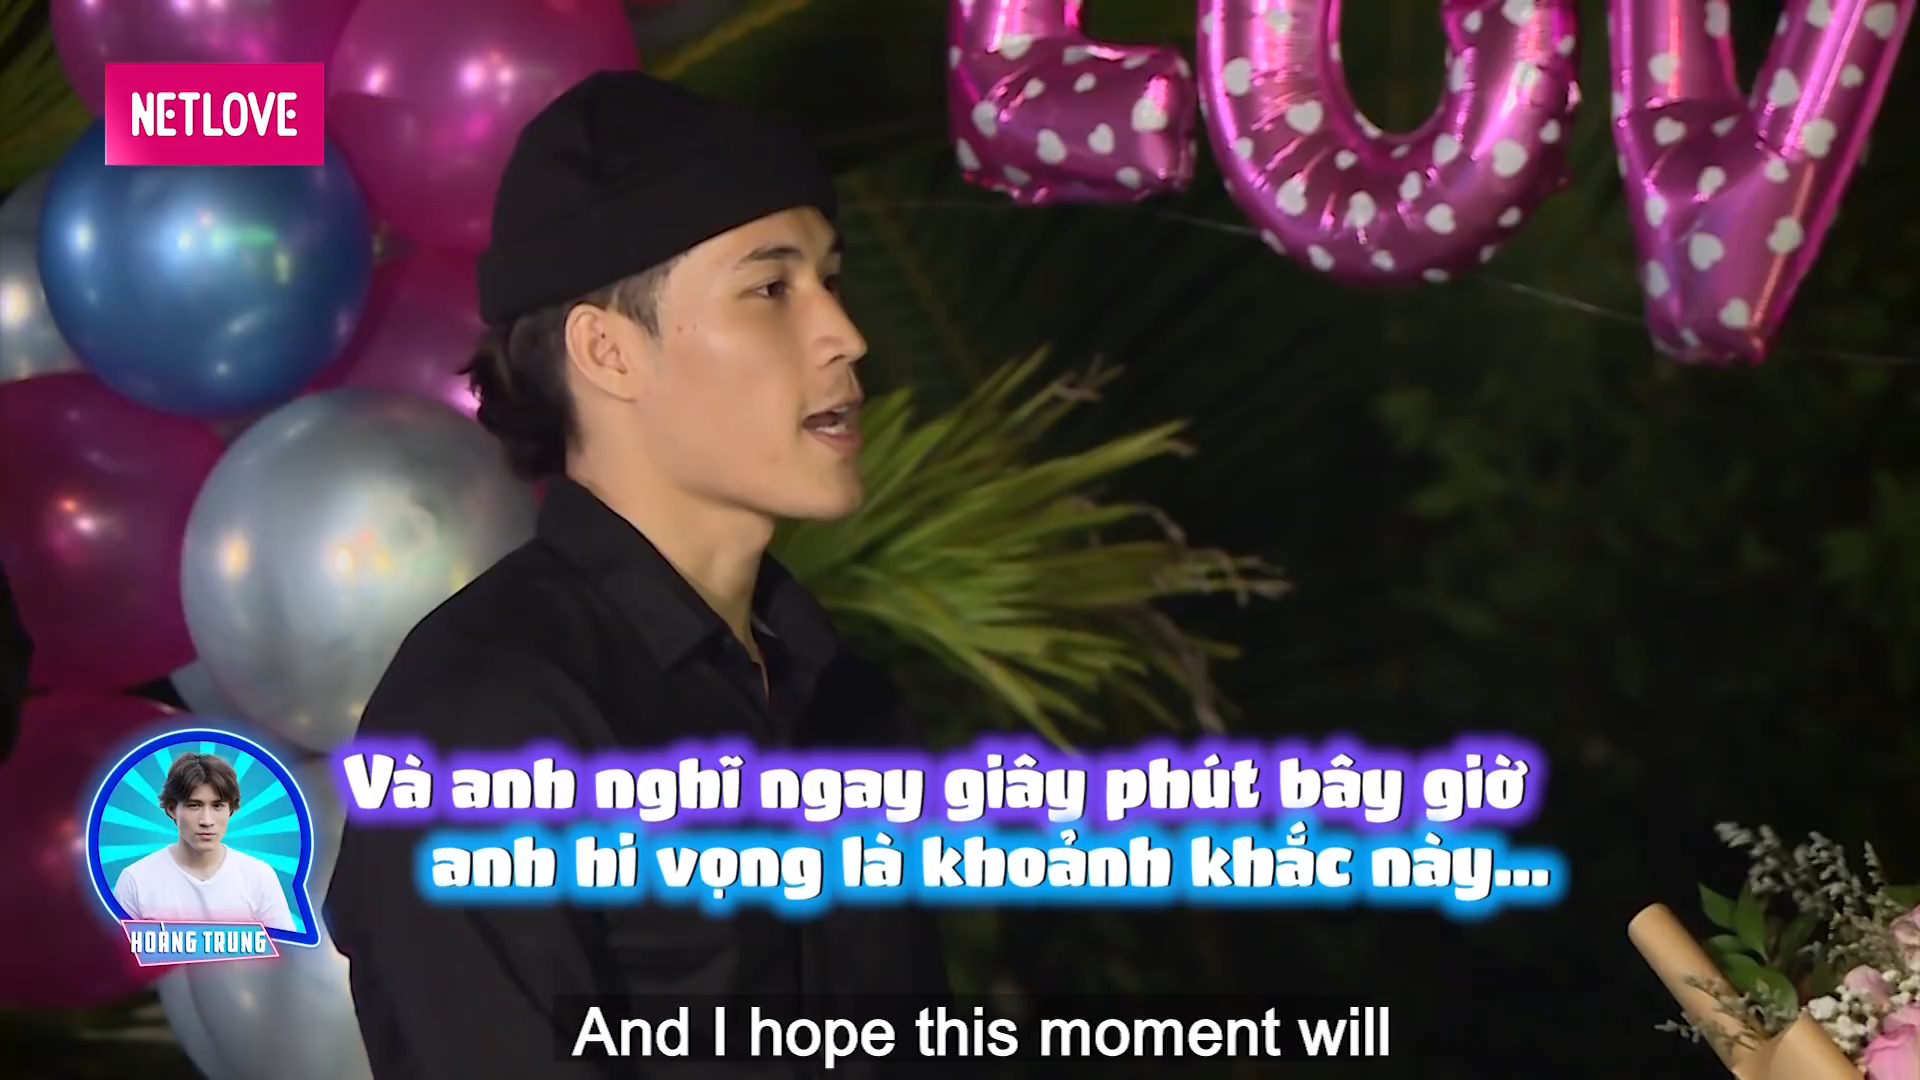 LOV
NETLOVE
Và anh nghĩ ngay giây phút bây giờ
anh hi vọng là khoảnh khắc này...
HOÀNG TRUNG
And I hope this moment will